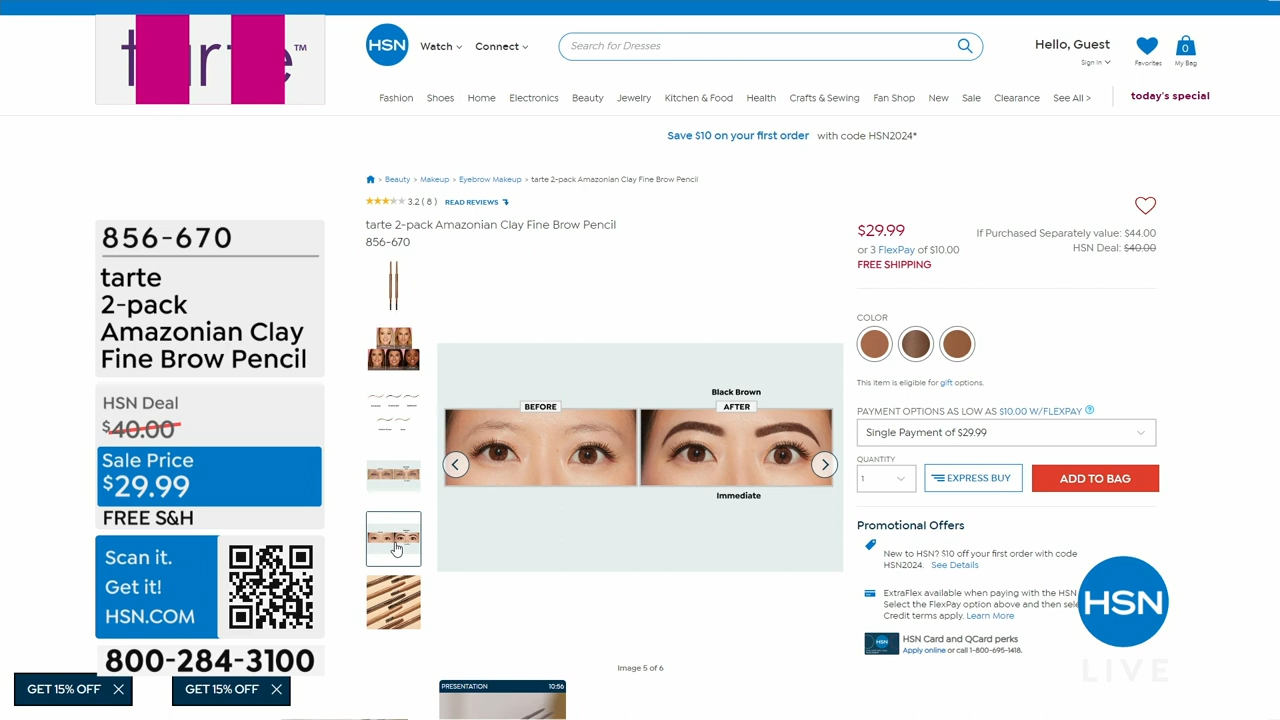 tarte™
HSN
Watch
Connect
Search for Dresses
Hello, Guest
Sign In
Favorites
0
My Bag
Fashion Shoes Home Electronics Beauty Jewelry Kitchen & Food Health Crafts & Sewing Fan Shop New Sale Clearance See All >
today's special
Save $10 on your first order with code HSN2024*
> Beauty > Makeup > Eyebrow Makeup > tarte 2-pack Amazonian Clay Fine Brow Pencil
3.2 ( 8 ) READ REVIEWS
tarte 2-pack Amazonian Clay Fine Brow Pencil
856-670
856-670
tarte
2-pack
Amazonian Clay
Fine Brow Pencil
HSN Deal
$40.00
Sale Price
$29.99
FREE S&H
Scan it.
Get it!
HSN.COM
800-284-3100
GET 15% OFF
GET 15% OFF
Black Brown
BEFORE
AFTER
Immediate
Image 5 of 6
PRESENTATION 10:56
$29.99
or 3 FlexPay of $10.00
FREE SHIPPING
If Purchased Separately value: $44.00
HSN Deal: $40.00
COLOR
This item is eligible for gift options.
PAYMENT OPTIONS AS LOW AS $10.00 W/FLEXPAY
Single Payment of $29.99
QUANTITY
1
EXPRESS BUY
ADD TO BAG
Promotional Offers
New to HSN? $10 off your first order with code
HSN2024. See Details
ExtraFlex available when paying with the HSN
Select the FlexPay option above and then sele
Credit terms apply. Learn More
HSN
HSN Card and QCard perks
Apply online or call 1-800-695-1418.
HSN
LIVE